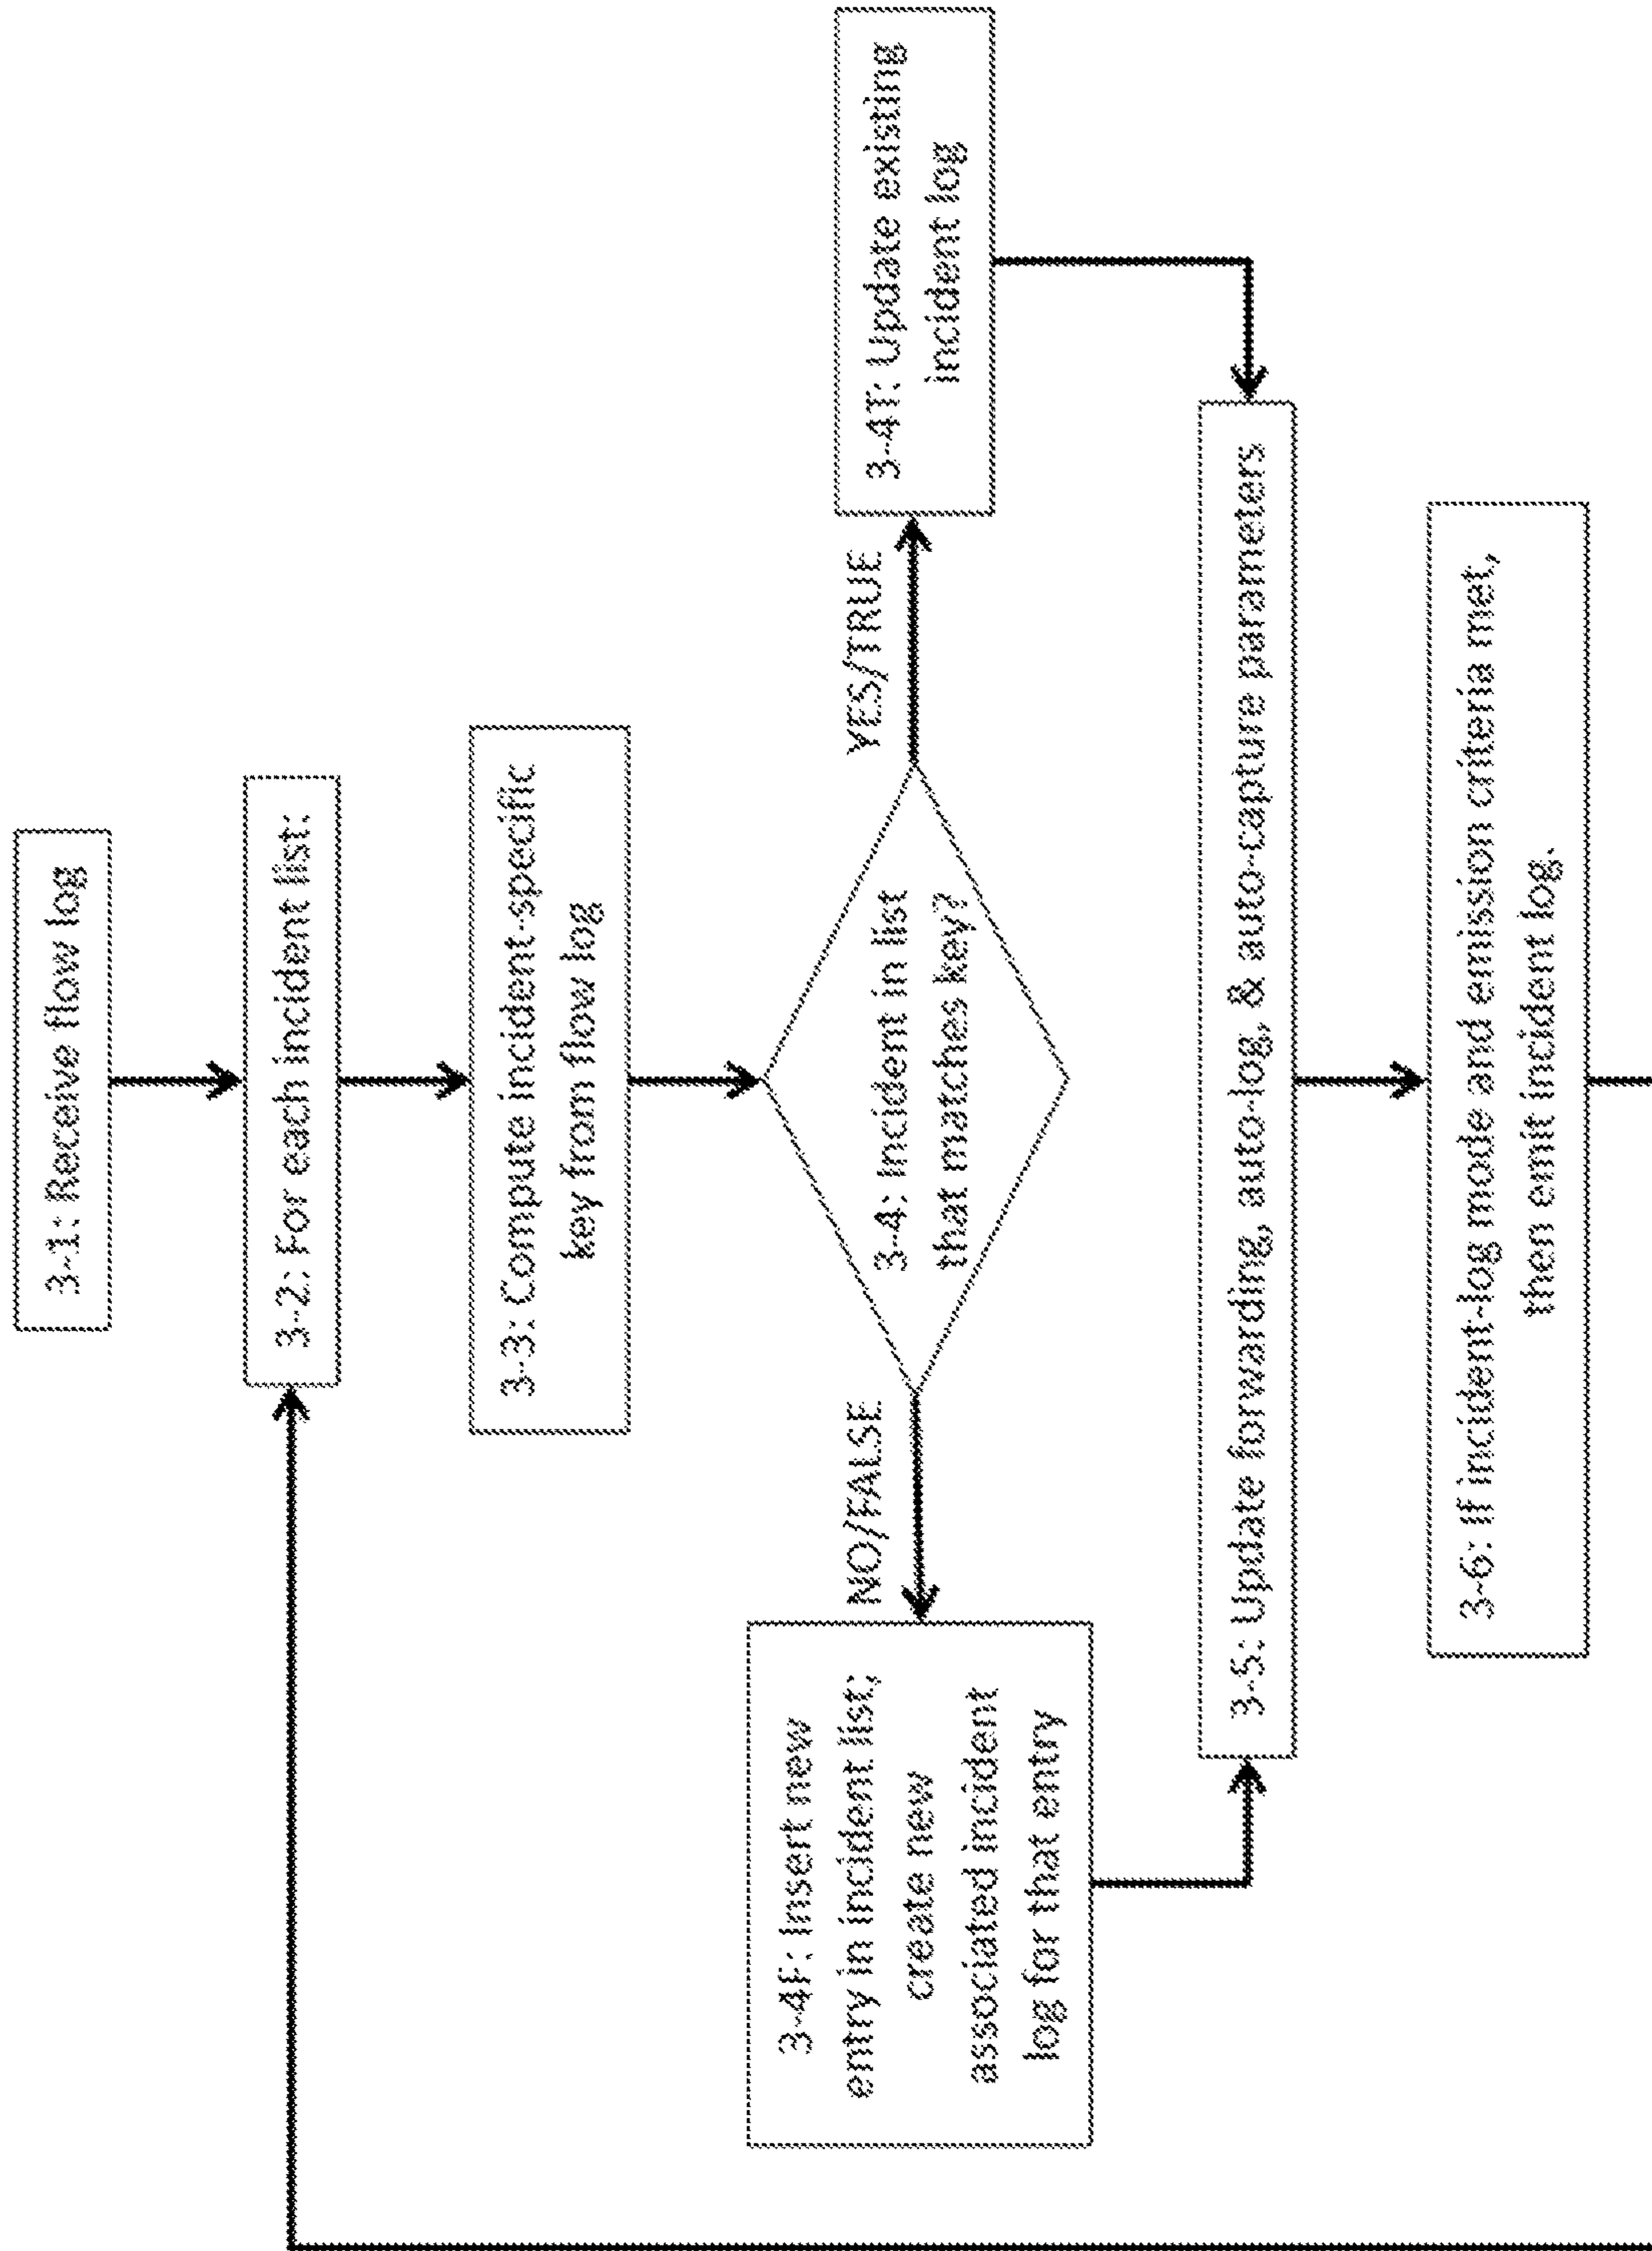 3-1: Receive flow log
3-2: For each incident list:
3-3: Compute incident-specific
key from flow log
3-4: Incident in list
that matches key?
NO/FALSE
YES/TRUE
3-4F: Insert new
entry in incident list;
create new
associated incident
log for that entry
3-4T: Update existing
incident log
3-5: Update forwarding, auto-log, & auto-capture parameters
3-6: If incident-log mode and emission criteria met,
then emit incident log.